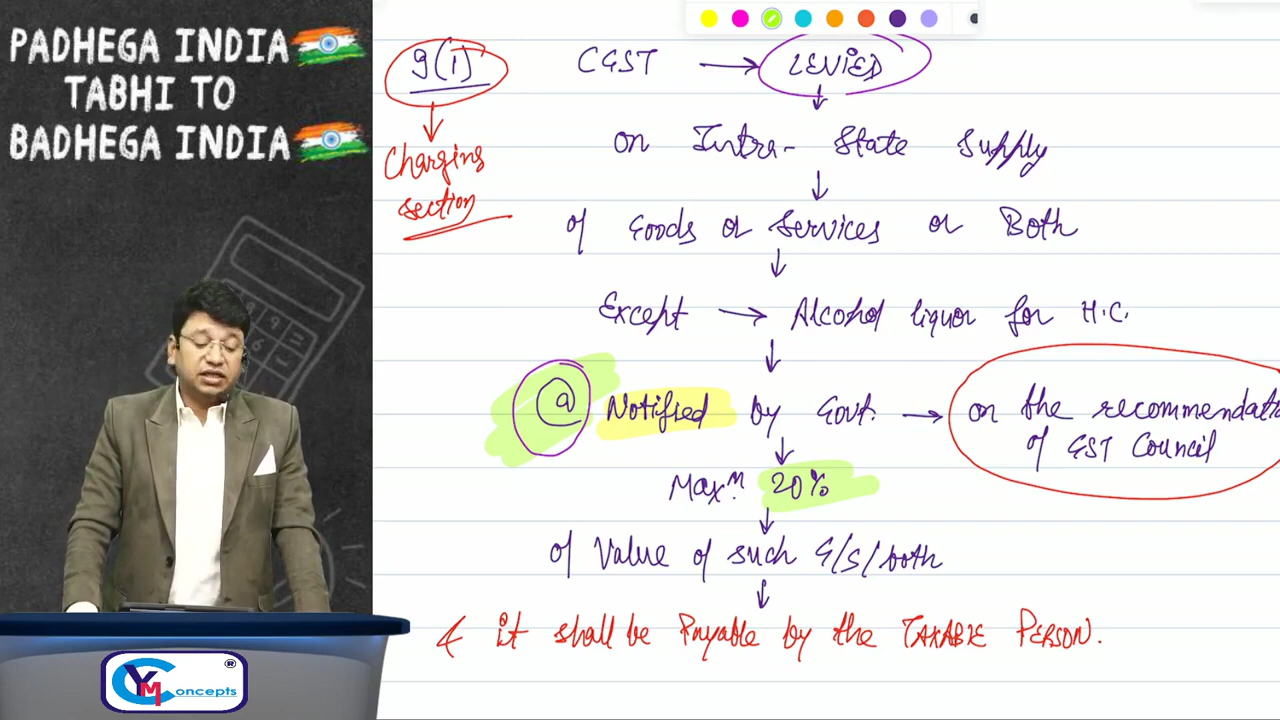 PADHEGA INDIA
TABHI TO
BADHEGA INDIA
9(1)
Charging
section
CGST → LEVIED
on Intra-State Supply
of Goods or Services or Both
Except → Alcohol liquor for H.C.
@ Notified by Govt. → on the recommendati
of GST Council
Maxm. 20%
of Value of such G/S/both
& it shall be Payable by the TAXABLE PERSON.
CYM Concepts ®